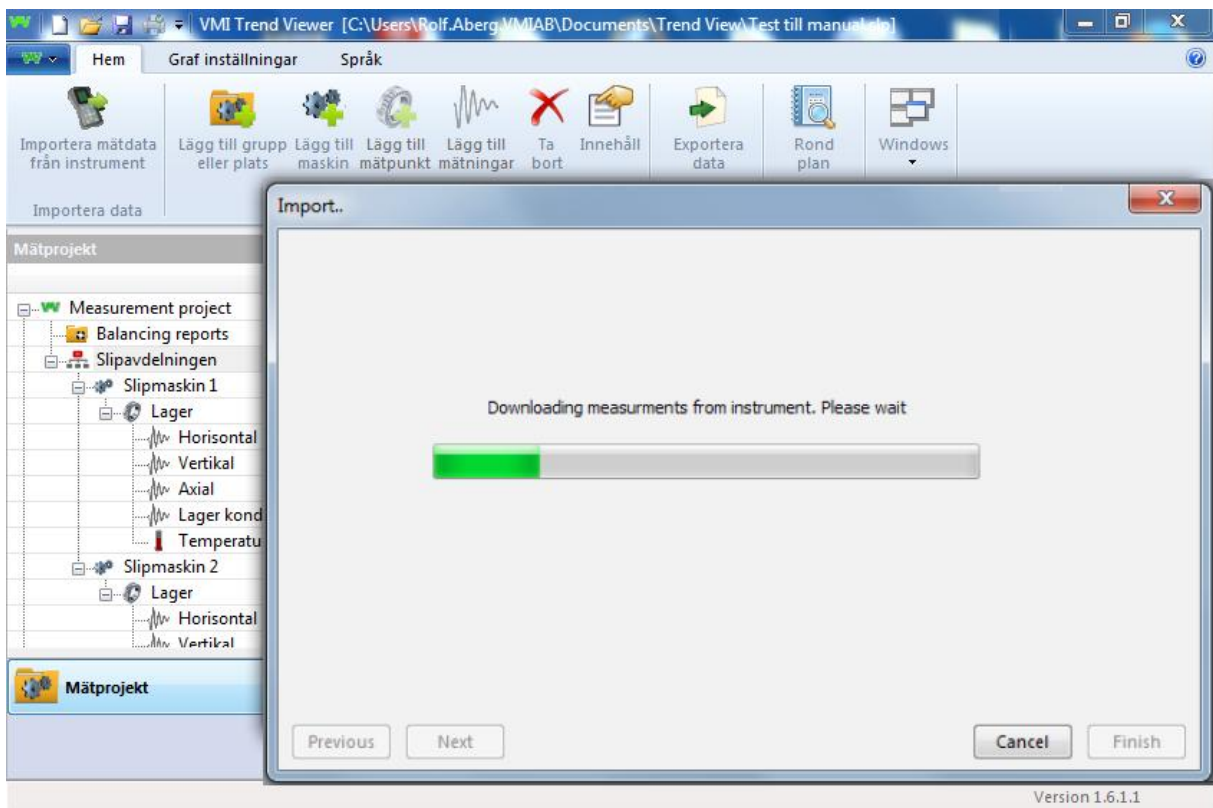 VMI Trend Viewer [C:\Users\Rolf.Aberg.VMIAB\Documents\Trend View\Test till manual.slp]
Hem Graf inställningar Språk
Importera mätdata
från instrument
Lägg till grupp
eller plats
Lägg till
maskin
Lägg till
mätpunkt
Lägg till
mätningar
Ta
bort
Innehåll
Exportera
data
Rond
plan
Windows
Importera data
Import..
Mätprojekt
Measurement project
Balancing reports
Slipavdelningen
Slipmaskin 1
Lager
Horisontal
Vertikal
Axial
Lager kond
Temperatu
Slipmaskin 2
Lager
Horisontal
Vertikal
Mätprojekt
Downloading measurments from instrument. Please wait
Previous Next Cancel Finish
Version 1.6.1.1